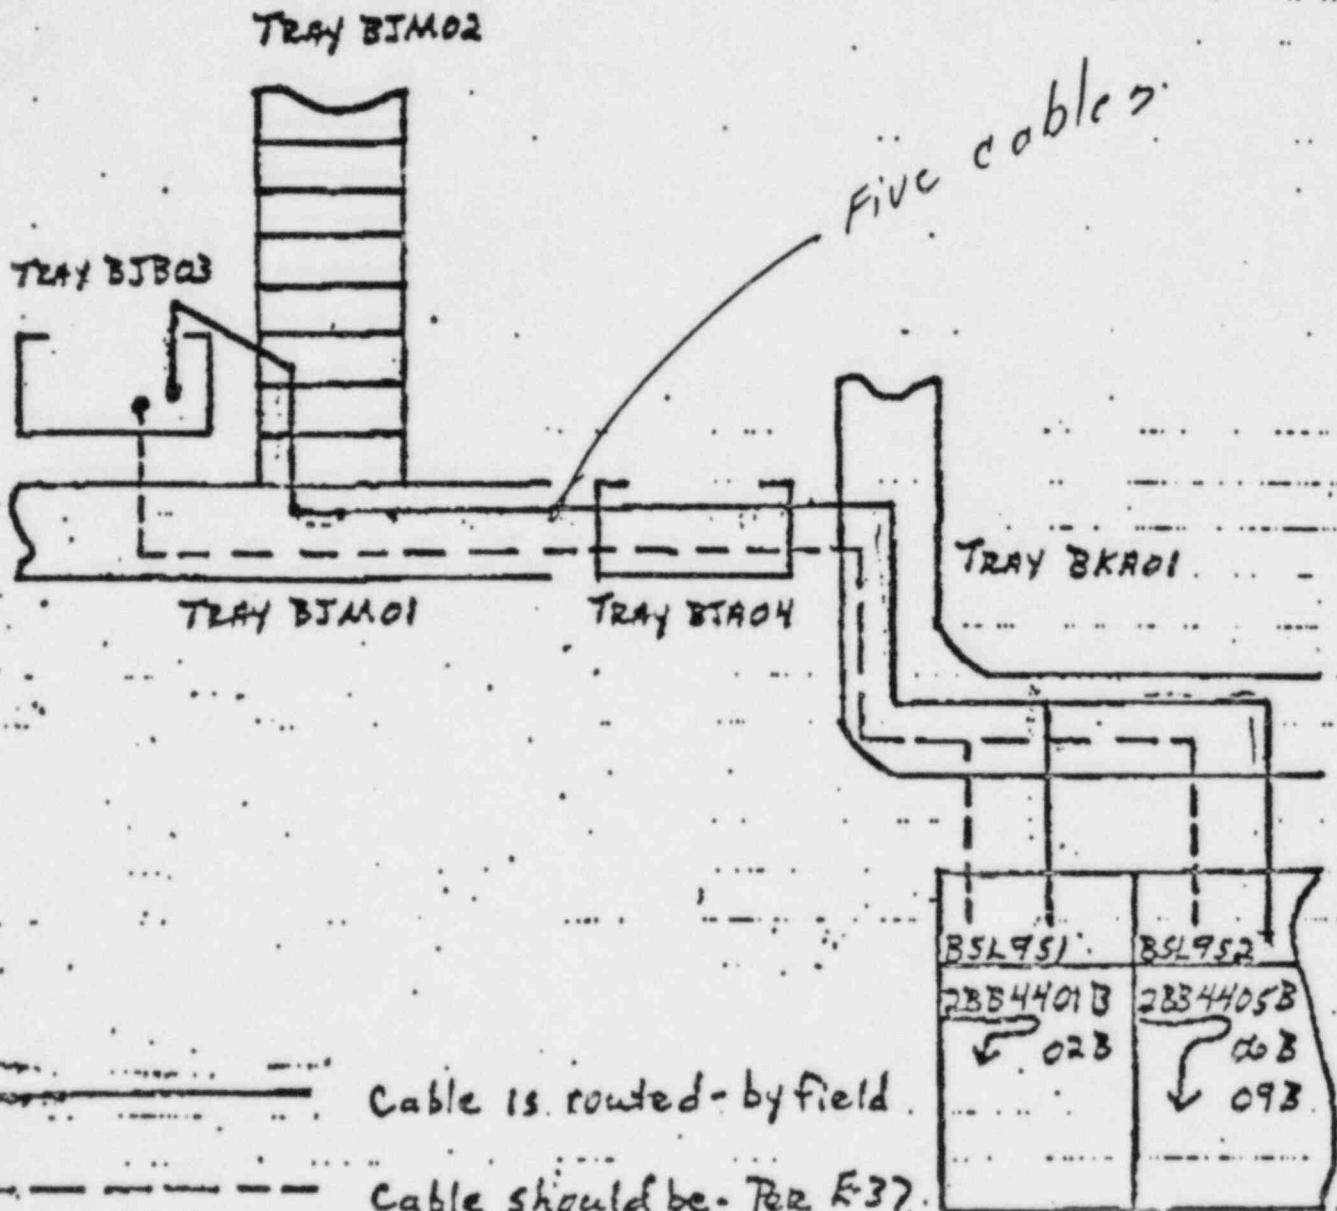 TRAY BJM02
Five cables
TRAY BJB03
TRAY BKA01
TRAY BJM01
TRAY BJA04
BSL951
BSL952
2BB4401B
02B
2BB4405B
06B
09B
Cable is routed - by field.
Cable should be - Per E-37.